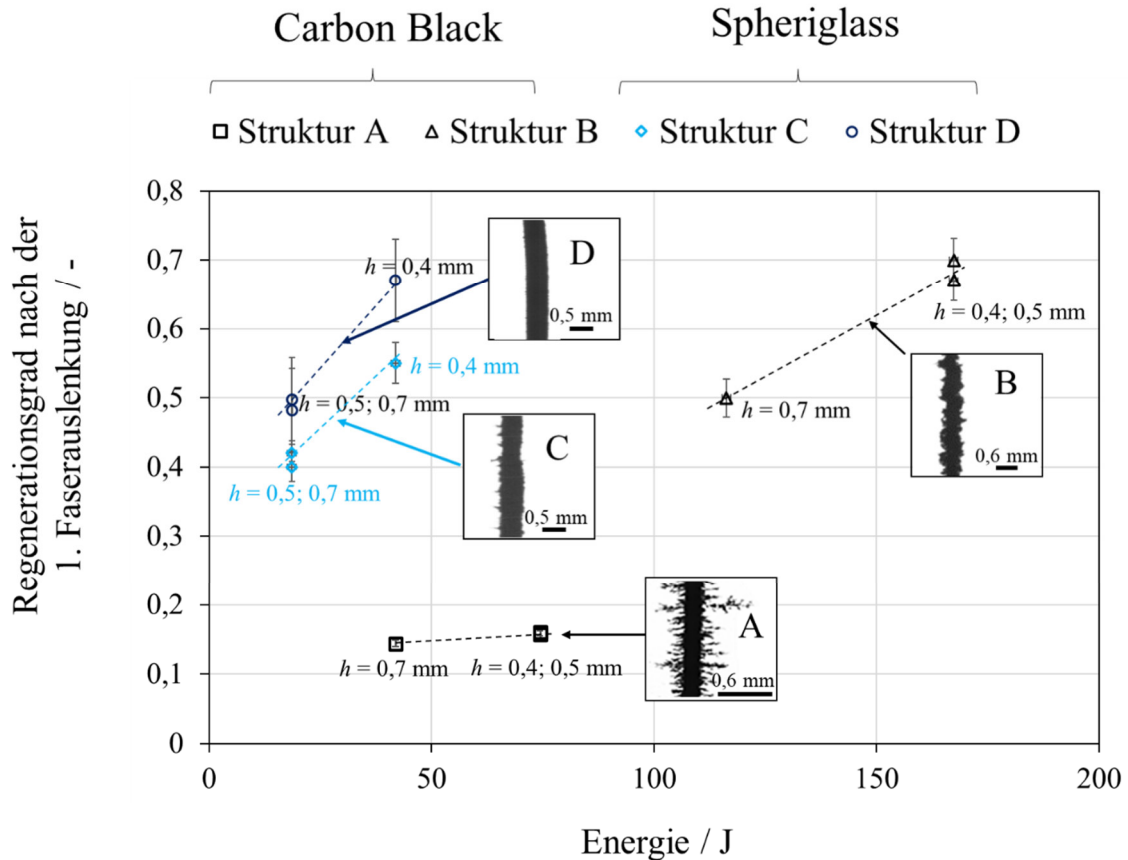 Carbon Black Spheriglass
Struktur A Struktur B Struktur C Struktur D
Regenerationsgrad nach der
1. Faserauslenkung / -
0,8
0,7
0,6
0,5
0,4
0,3
0,2
0,1
0
h = 0,4 mm
D
0,5 mm
h = 0,4; 0,5 mm
h = 0,4 mm
B
0,6 mm
h = 0,5; 0,7 mm
h = 0,7 mm
C
0,5 mm
h = 0,5; 0,7 mm
A
0,6 mm
h = 0,7 mm
h = 0,4; 0,5 mm
0 50 100 150 200
Energie / J